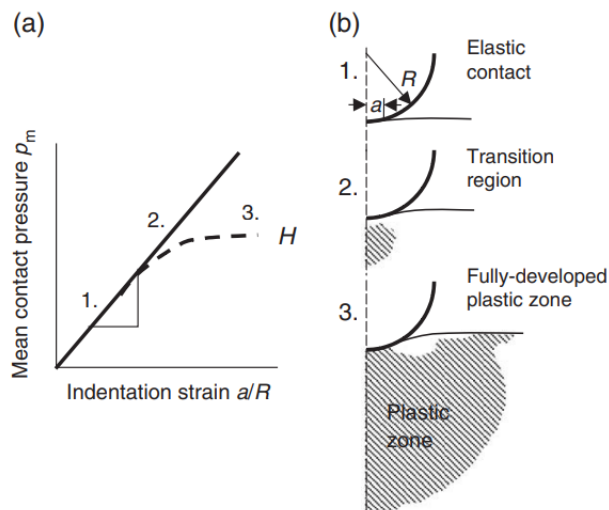 (a)
Mean contact pressure pm
1.
2.
3.
H
Indentation strain a/R
(b)
1.
R
a
Elastic
contact
2.
Transition
region
3.
Fully-developed
plastic zone
Plastic
zone